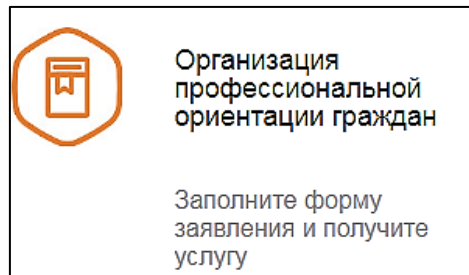 Организация
профессиональной
ориентации граждан
Заполните форму
заявления и получите
услугу